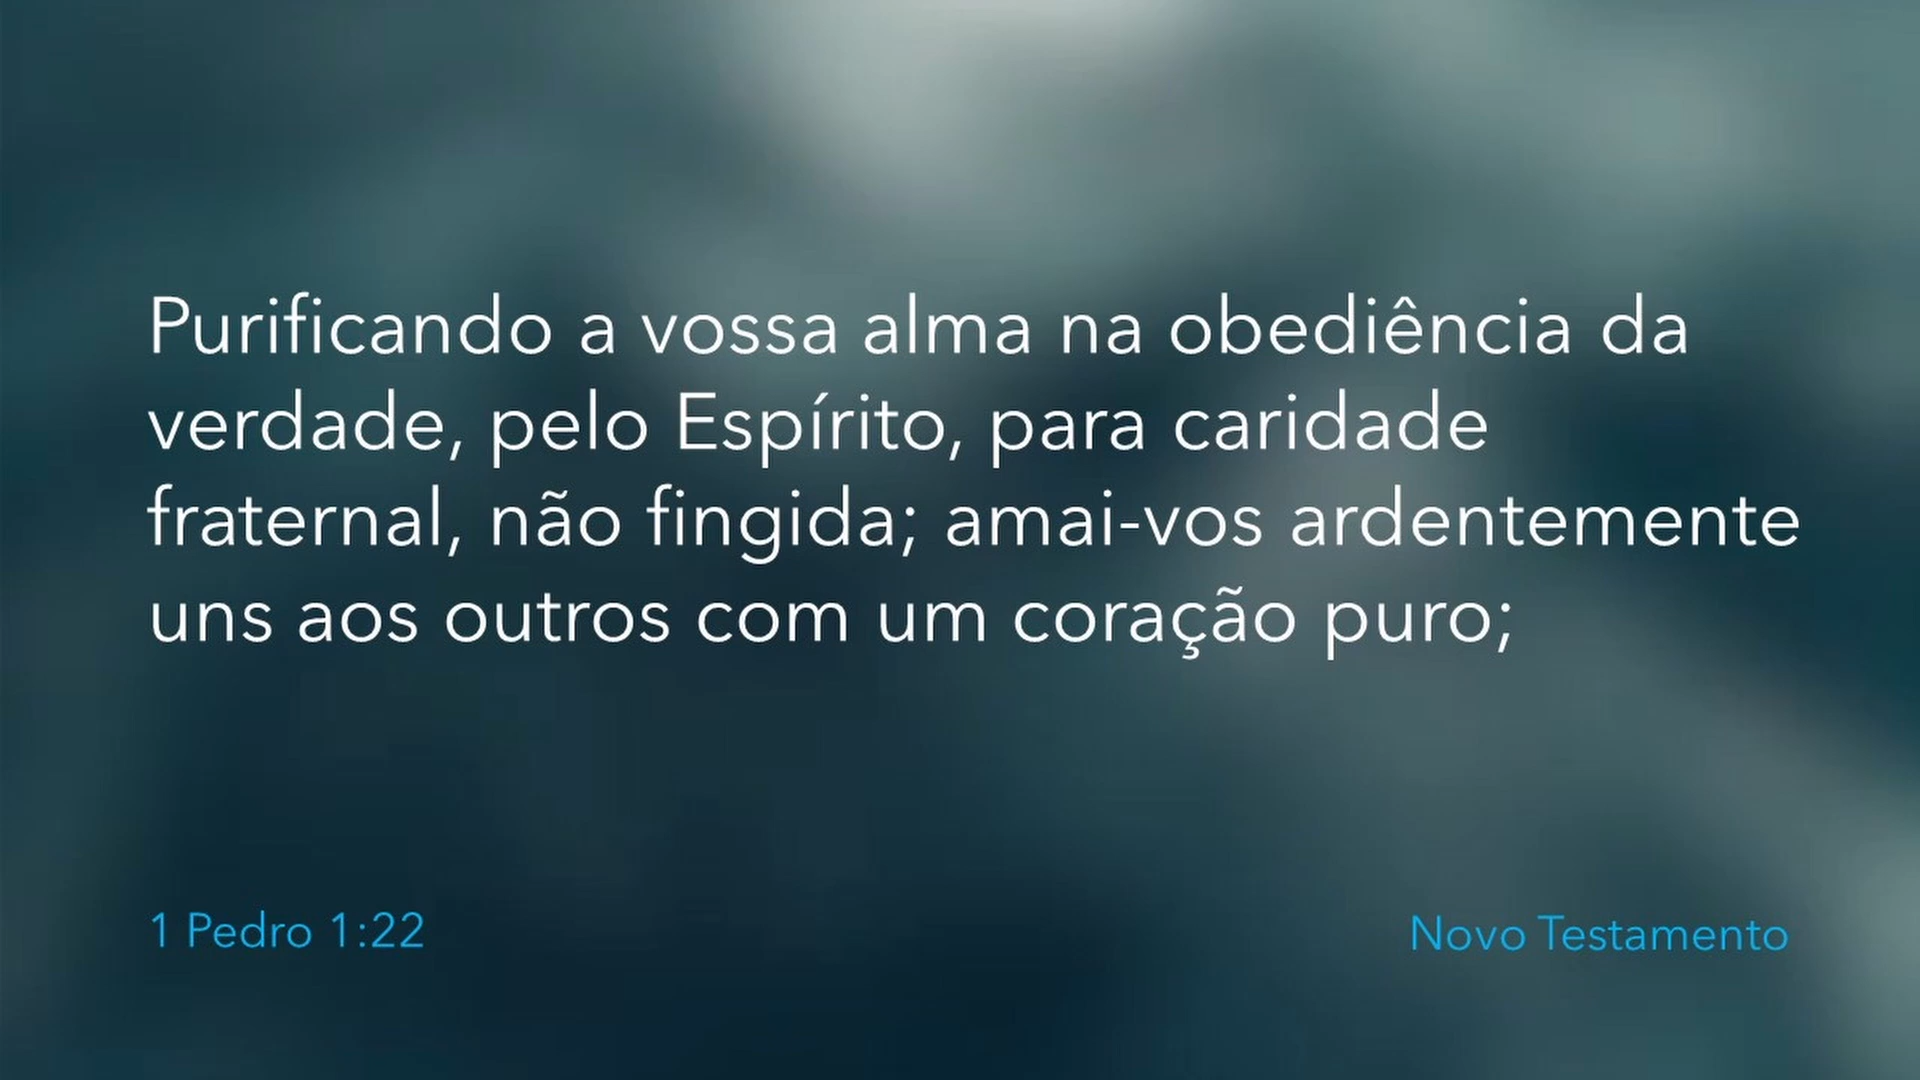 Purificando a vossa alma na obediência da
verdade, pelo Espírito, para caridade
fraternal, não fingida; amai-vos ardentemente
uns aos outros com um coração puro;
1 Pedro 1:22
Novo Testamento